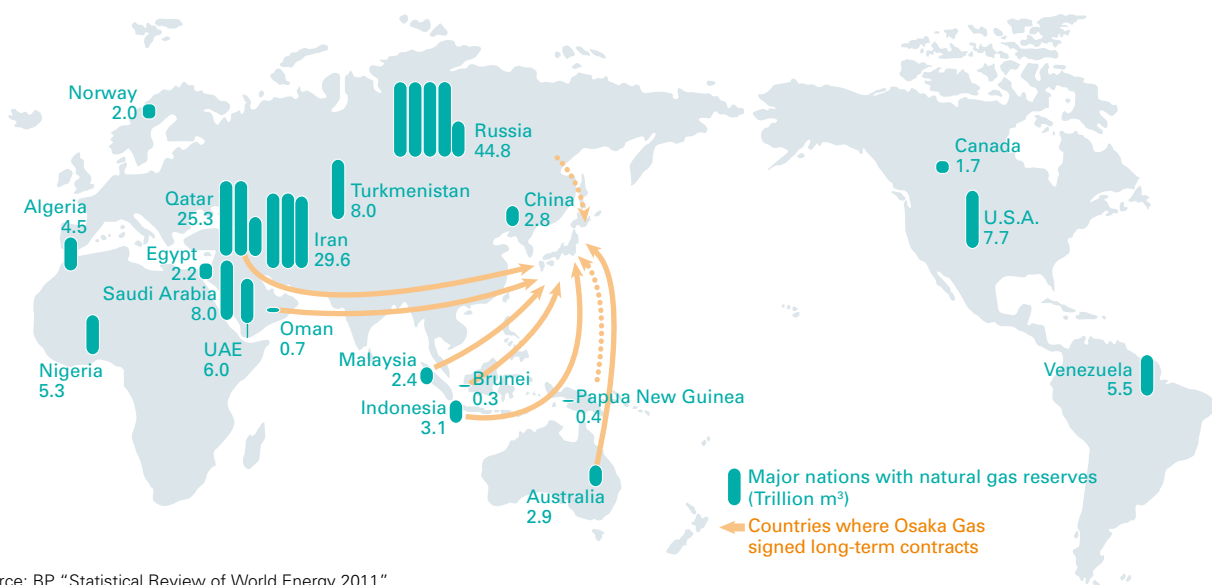 Norway
2.0
Russia
44.8
Canada
1.7
Turkmenistan
8.0
China
2.8
Qatar
25.3
Algeria
4.5
U.S.A.
7.7
Iran
29.6
Egypt
2.2
Saudi Arabia
8.0
Oman
0.7
UAE
6.0
Nigeria
5.3
Malaysia
2.4
Brunei
0.3
Venezuela
5.5
Papua New Guinea
0.4
Indonesia
3.1
Australia
2.9
Major nations with natural gas reserves
(Trillion m³)
Countries where Osaka Gas
signed long-term contracts
BP "Statistical Review of World Energy 2011"